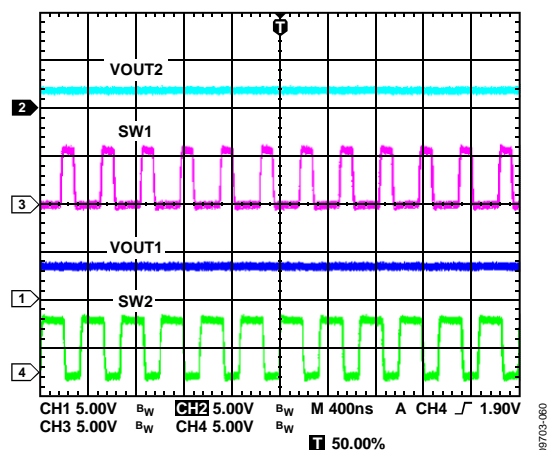 T
VOUT2
2
SW1
3
VOUT1
1
SW2
4
CH1 5.00V BW CH2 5.00V BW M 400ns A CH4 1.90V
CH3 5.00V BW CH4 5.00V BW
T 50.00%
09703-060